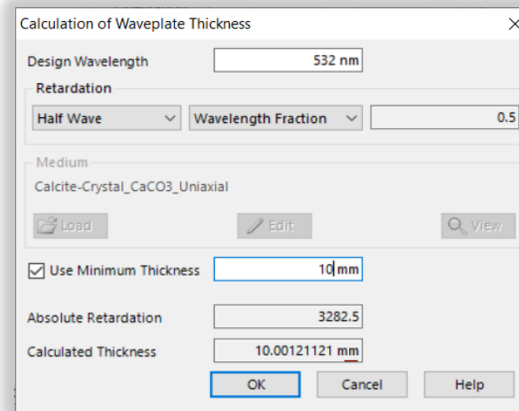 Calculation of Waveplate Thickness
Design Wavelength 532 nm
Retardation
Half Wave Wavelength Fraction 0.5
Medium
Calcite-Crystal_CaCO3_Uniaxial
Load Edit View
Use Minimum Thickness 10 mm
Absolute Retardation 3282.5
Calculated Thickness 10.00121121 mm
OK Cancel Help